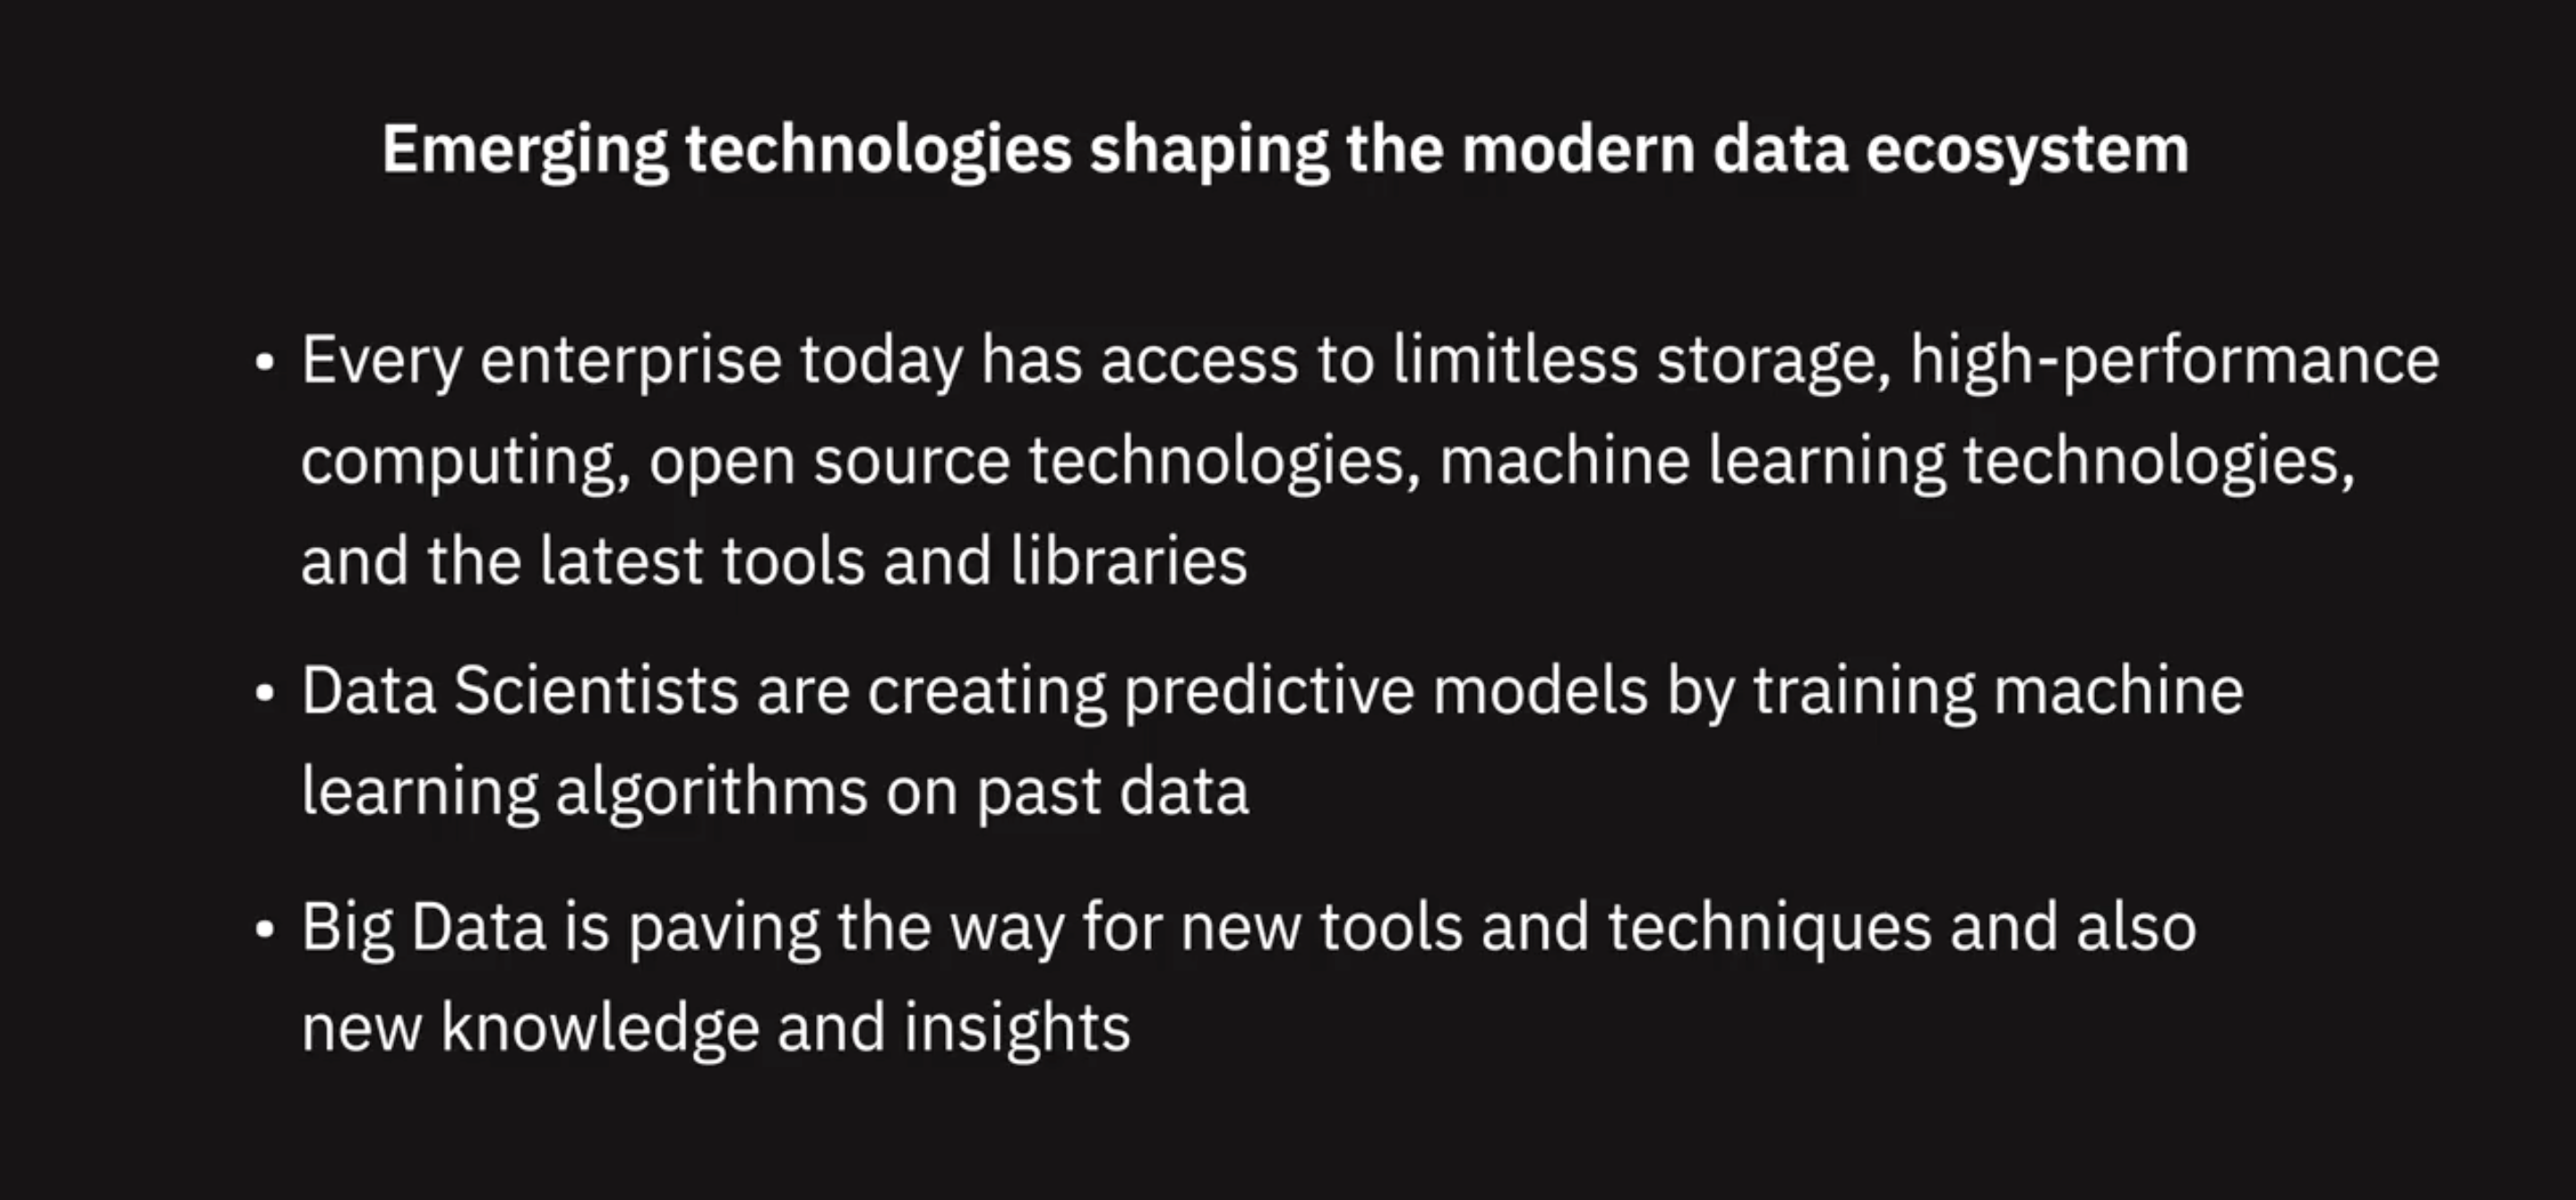 Emerging technologies shaping the modern data ecosystem
• Every enterprise today has access to limitless storage, high-performance
computing, open source technologies, machine learning technologies,
and the latest tools and libraries
• Data Scientists are creating predictive models by training machine
learning algorithms on past data
• Big Data is paving the way for new tools and techniques and also
new knowledge and insights